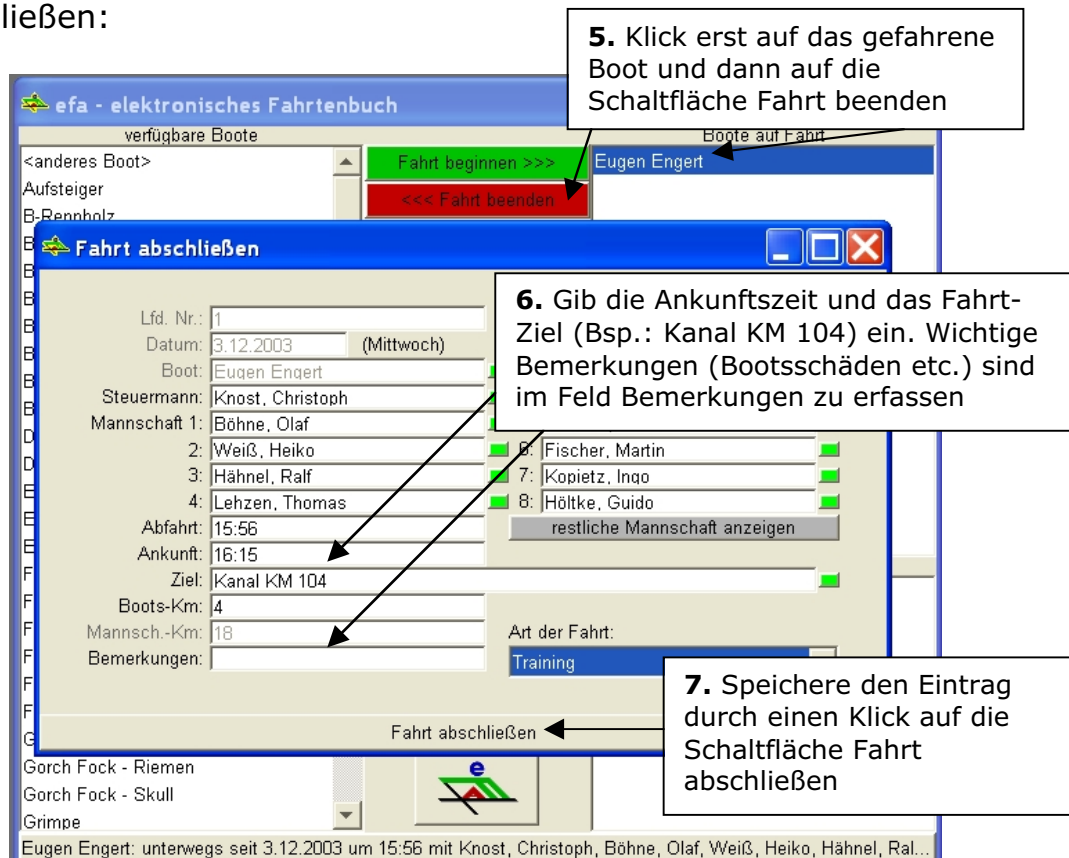 ließen:
5. Klick erst auf das gefahrene
Boot und dann auf die
Schaltfläche Fahrt beenden
efa - elektronisches Fahrtenbuch
verfügbare Boote
Boote auf Fahrt
<anderes Boot>
Fahrt beginnen >>>
Eugen Engert
Aufsteiger
<<< Fahrt beenden
B-Rennholz
Fahrt abschließen
6. Gib die Ankunftszeit und das Fahrt-
Ziel (Bsp.: Kanal KM 104) ein. Wichtige
Bemerkungen (Bootsschäden etc.) sind
im Feld Bemerkungen zu erfassen
Lfd. Nr.: 1
Datum: 3.12.2003 (Mittwoch)
Boot: Eugen Engert
Steuermann: Knost, Christoph
Mannschaft 1: Böhne, Olaf
2: Weiß, Heiko
6: Fischer, Martin
3: Hähnel, Ralf
7: Kopietz, Ingo
4: Lehzen, Thomas
8: Höltke, Guido
Abfahrt: 15:56
restliche Mannschaft anzeigen
Ankunft: 16:15
Ziel: Kanal KM 104
Boots-Km: 4
Mannsch.-Km: 18
Art der Fahrt:
Bemerkungen:
Training
7. Speichere den Eintrag
durch einen Klick auf die
Schaltfläche Fahrt
abschließen
Fahrt abschließen
Gorch Fock - Riemen
Gorch Fock - Skull
Grimpe
e
Eugen Engert: unterwegs seit 3.12.2003 um 15:56 mit Knost, Christoph, Böhne, Olaf, Weiß, Heiko, Hähnel, Ral...